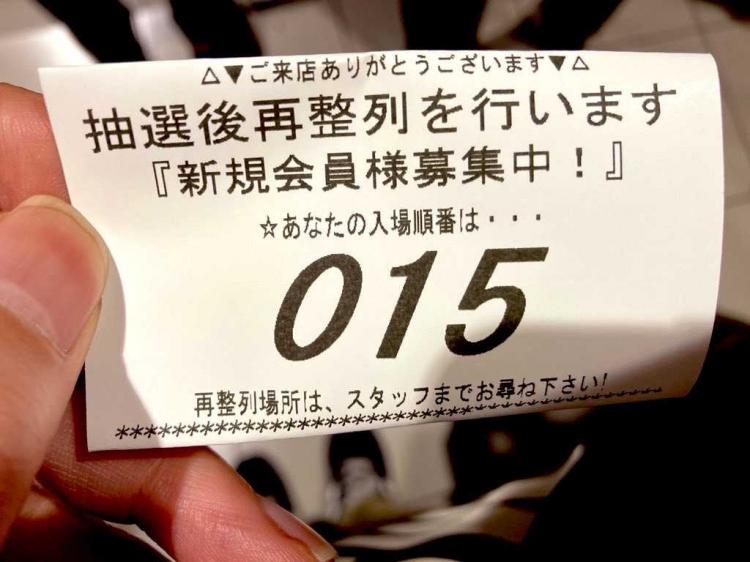 △▼ご来店ありがとうございます▼△
抽選後再整列を行います
『新規会員様募集中！』
☆あなたの入場順番は・・・
015
再整列場所は、スタッフまでお尋ね下さい!
****************************************